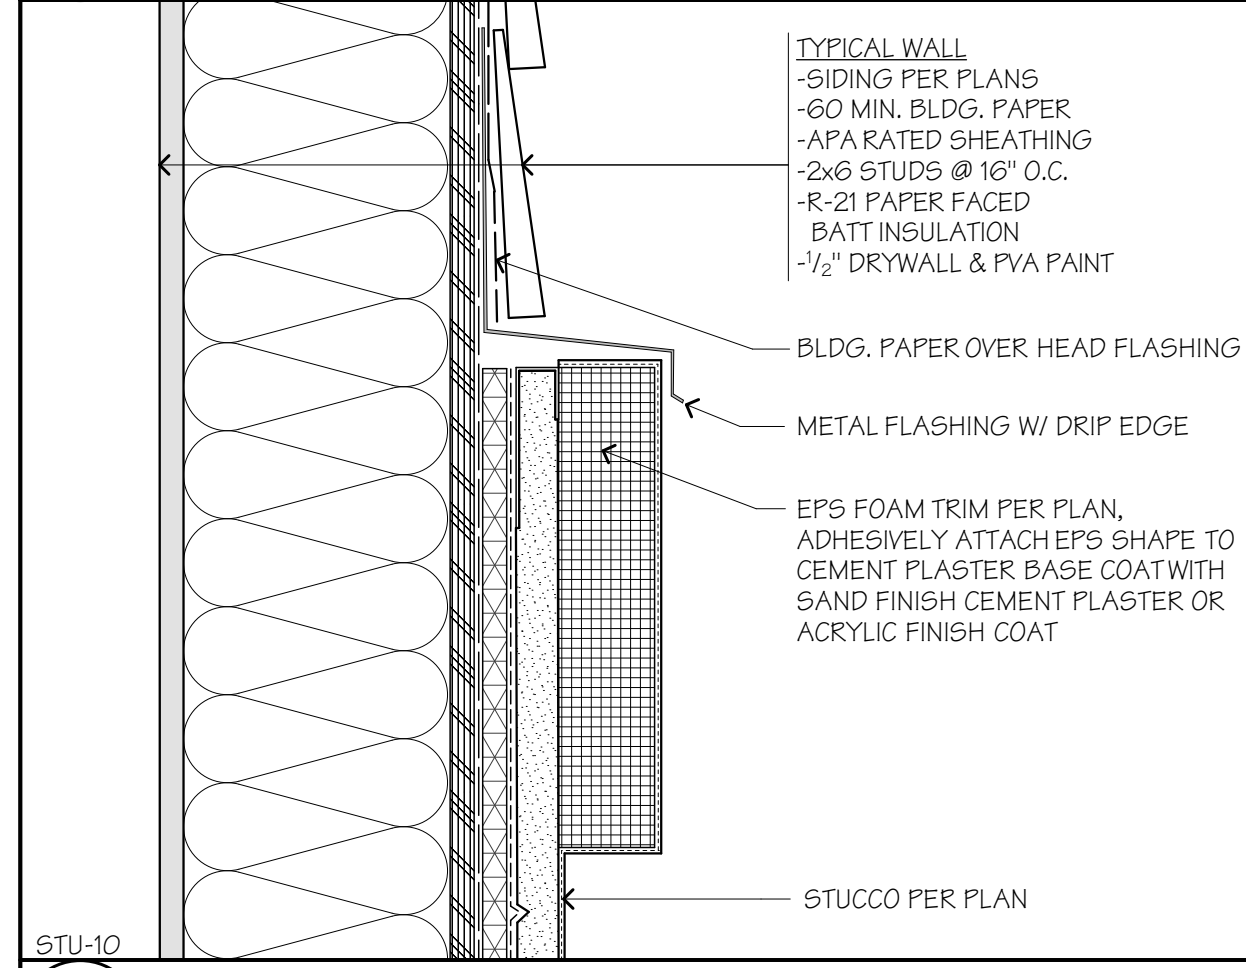 TYPICAL WALL
-SIDING PER PLANS
-60 MIN. BLDG. PAPER
-APA RATED SHEATHING
-2x6 STUDS @ 16" O.C.
-R-21 PAPER FACED
BATT INSULATION
-1/2" DRYWALL & PVA PAINT
BLDG. PAPER OVER HEAD FLASHING
METAL FLASHING W/ DRIP EDGE
EPS FOAM TRIM PER PLAN,
ADHESIVELY ATTACH EPS SHAPE TO
CEMENT PLASTER BASE COAT WITH
SAND FINISH CEMENT PLASTER OR
ACRYLIC FINISH COAT
STUCCO PER PLAN
STU-10